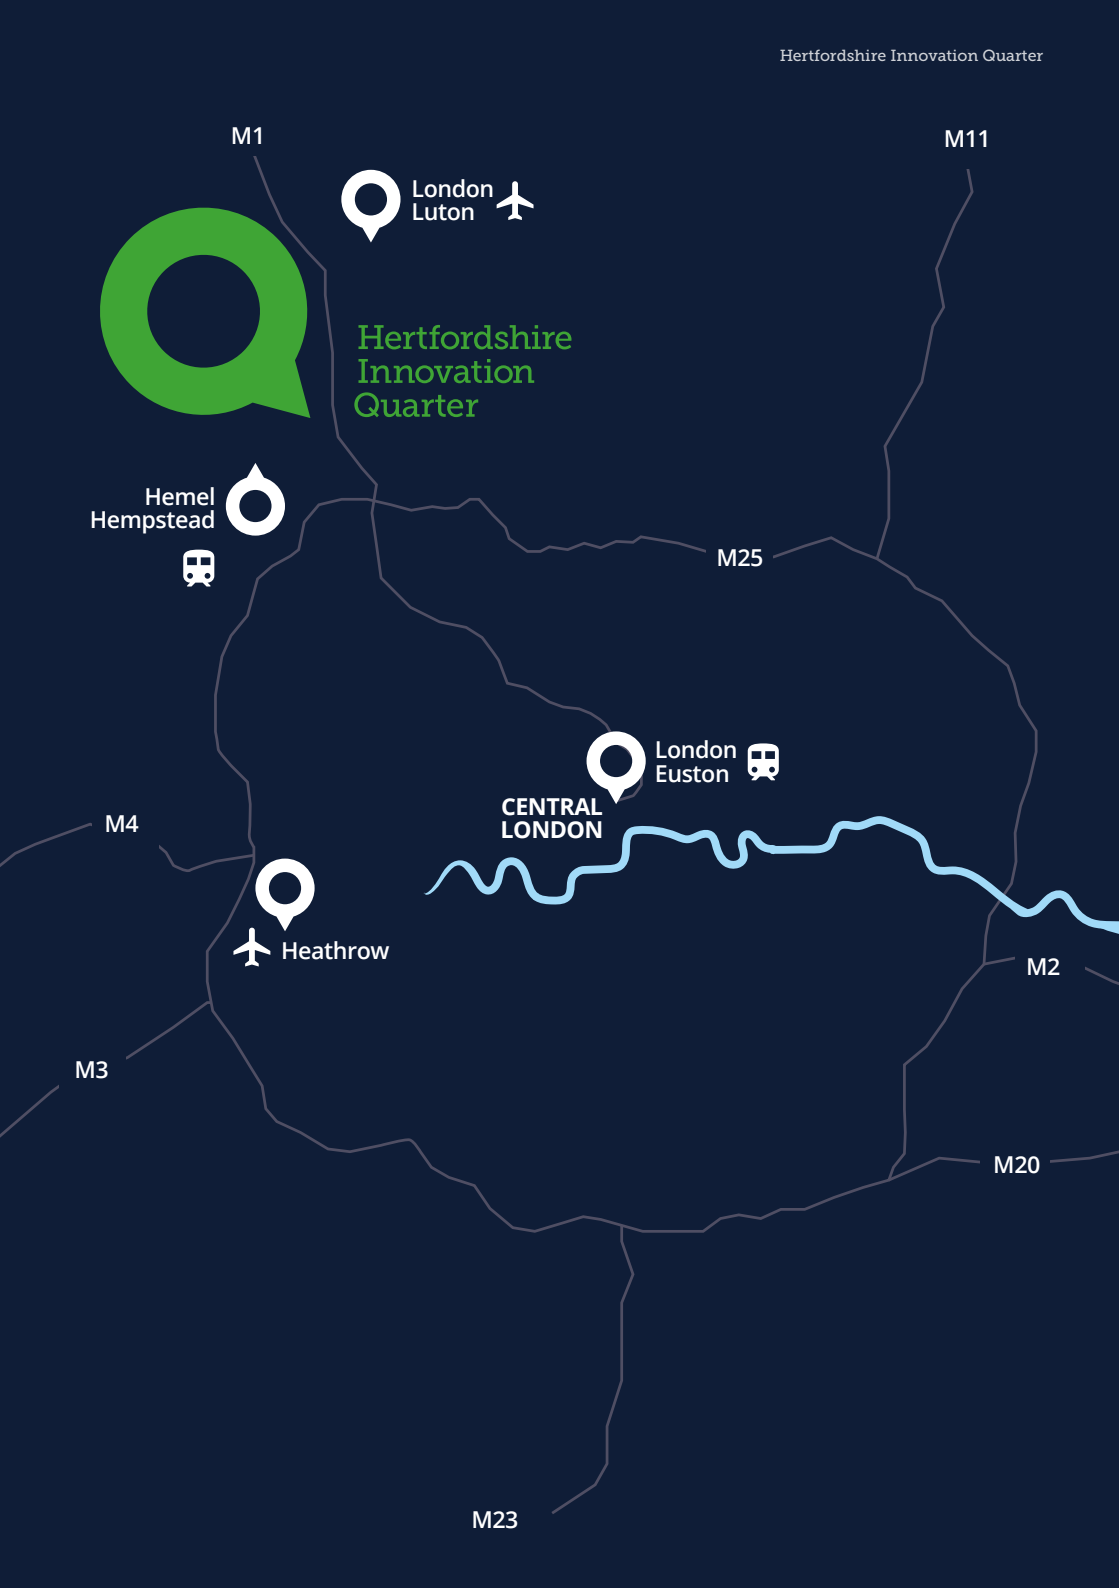 Hertfordshire Innovation Quarter
M1
M11
London
Luton
Hertfordshire
Innovation
Quarter
Hemel
Hempstead
M25
London
Euston
CENTRAL
LONDON
M4
Heathrow
M2
M3
M20
M23